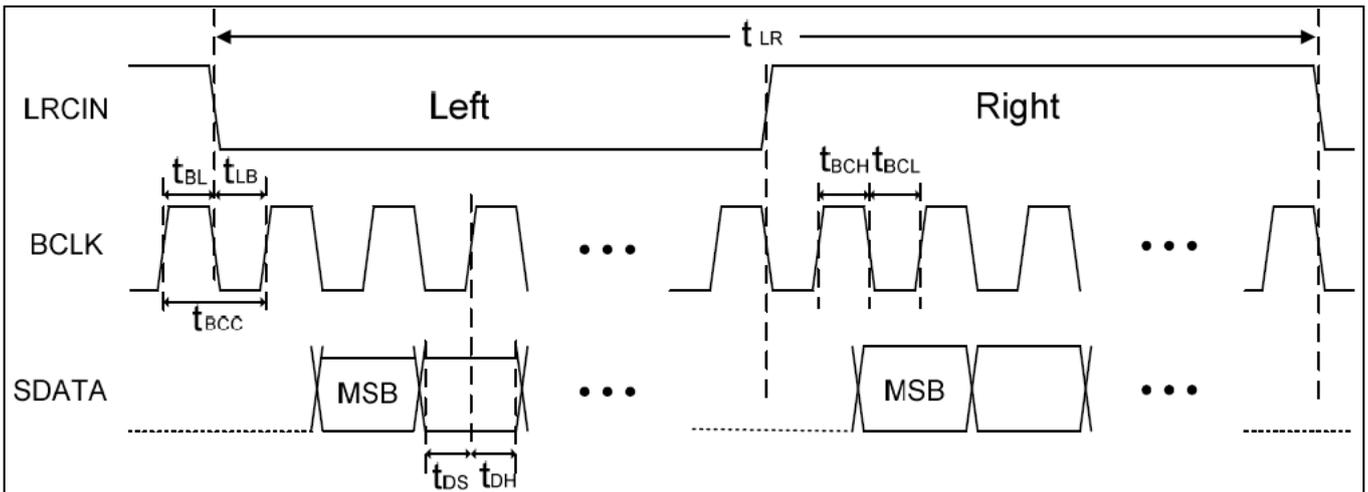 t LR
LRCIN
Left
Right
tBL
tLB
tBCH
tBCL
BCLK
• • •
• • •
tBCC
SDATA
MSB
• • •
MSB
• • •
tDS
tDH